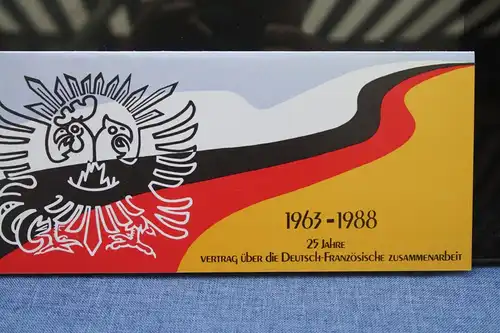 1963-1988
25 Jahre
Vertrag über die Deutsch-Französische Zusammenarbeit